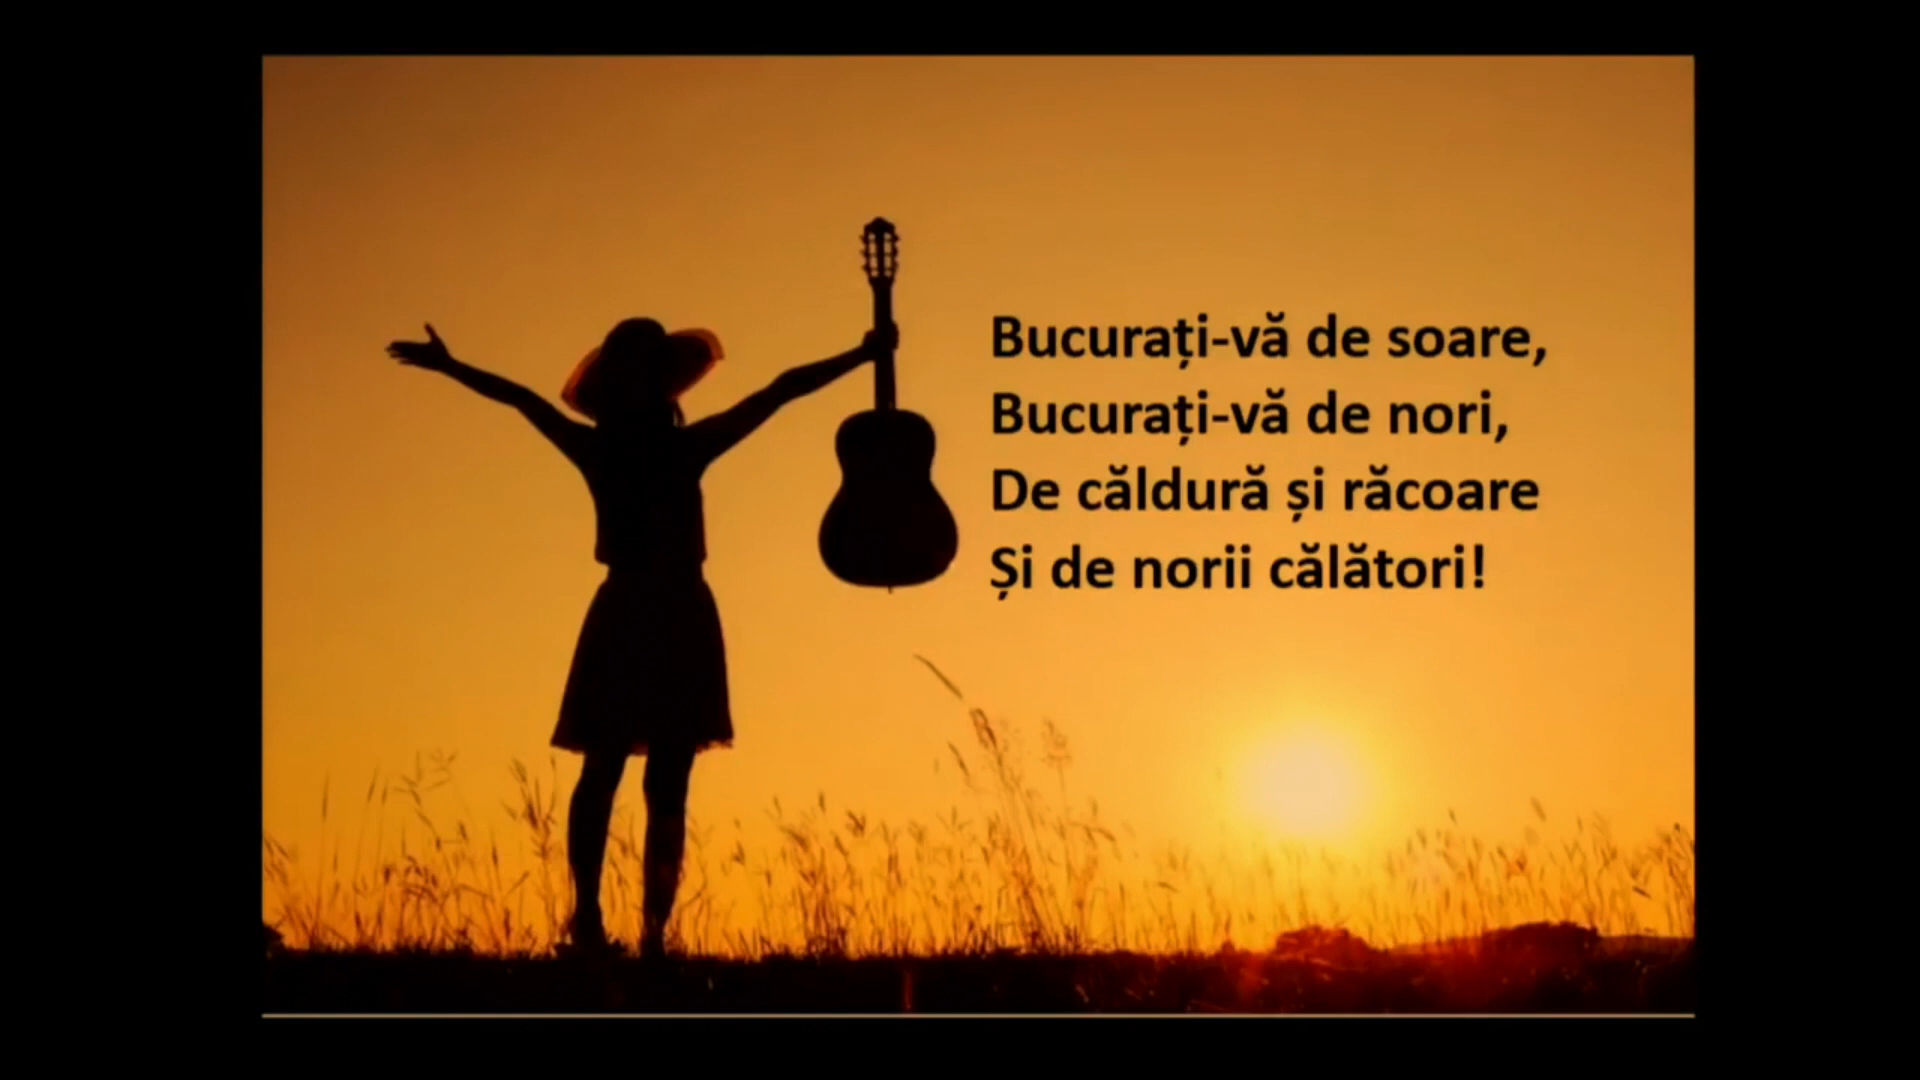 Bucurați-vă de soare,
Bucurați-vă de nori,
De căldură și răcoare
Și de norii călători!